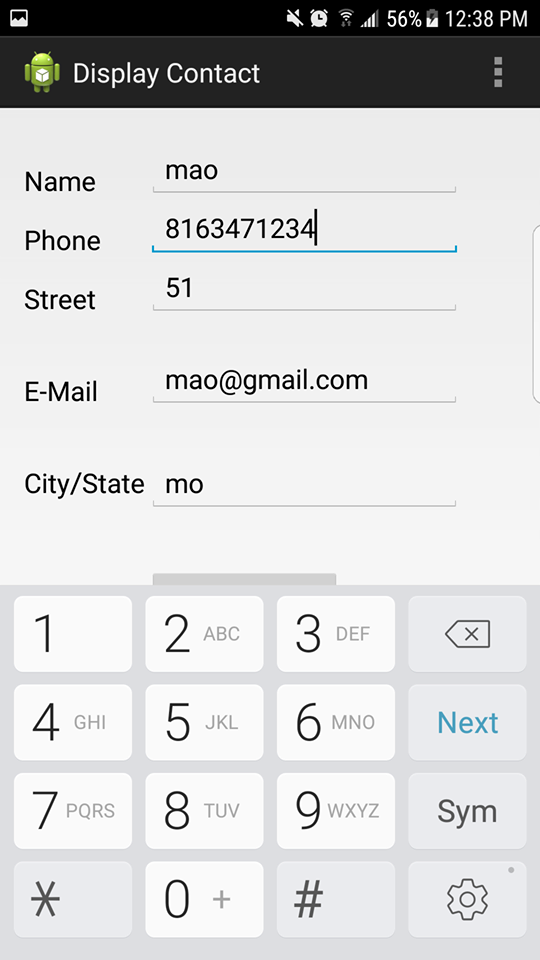 56% 12:38 PM
Display Contact
Name mao
Phone 8163471234
Street 51
E-Mail mao@gmail.com
City/State mo
1 2 ABC 3 DEF
4 GHI 5 JKL 6 MNO Next
7 PQRS 8 TUV 9 WXYZ Sym
* 0 + #